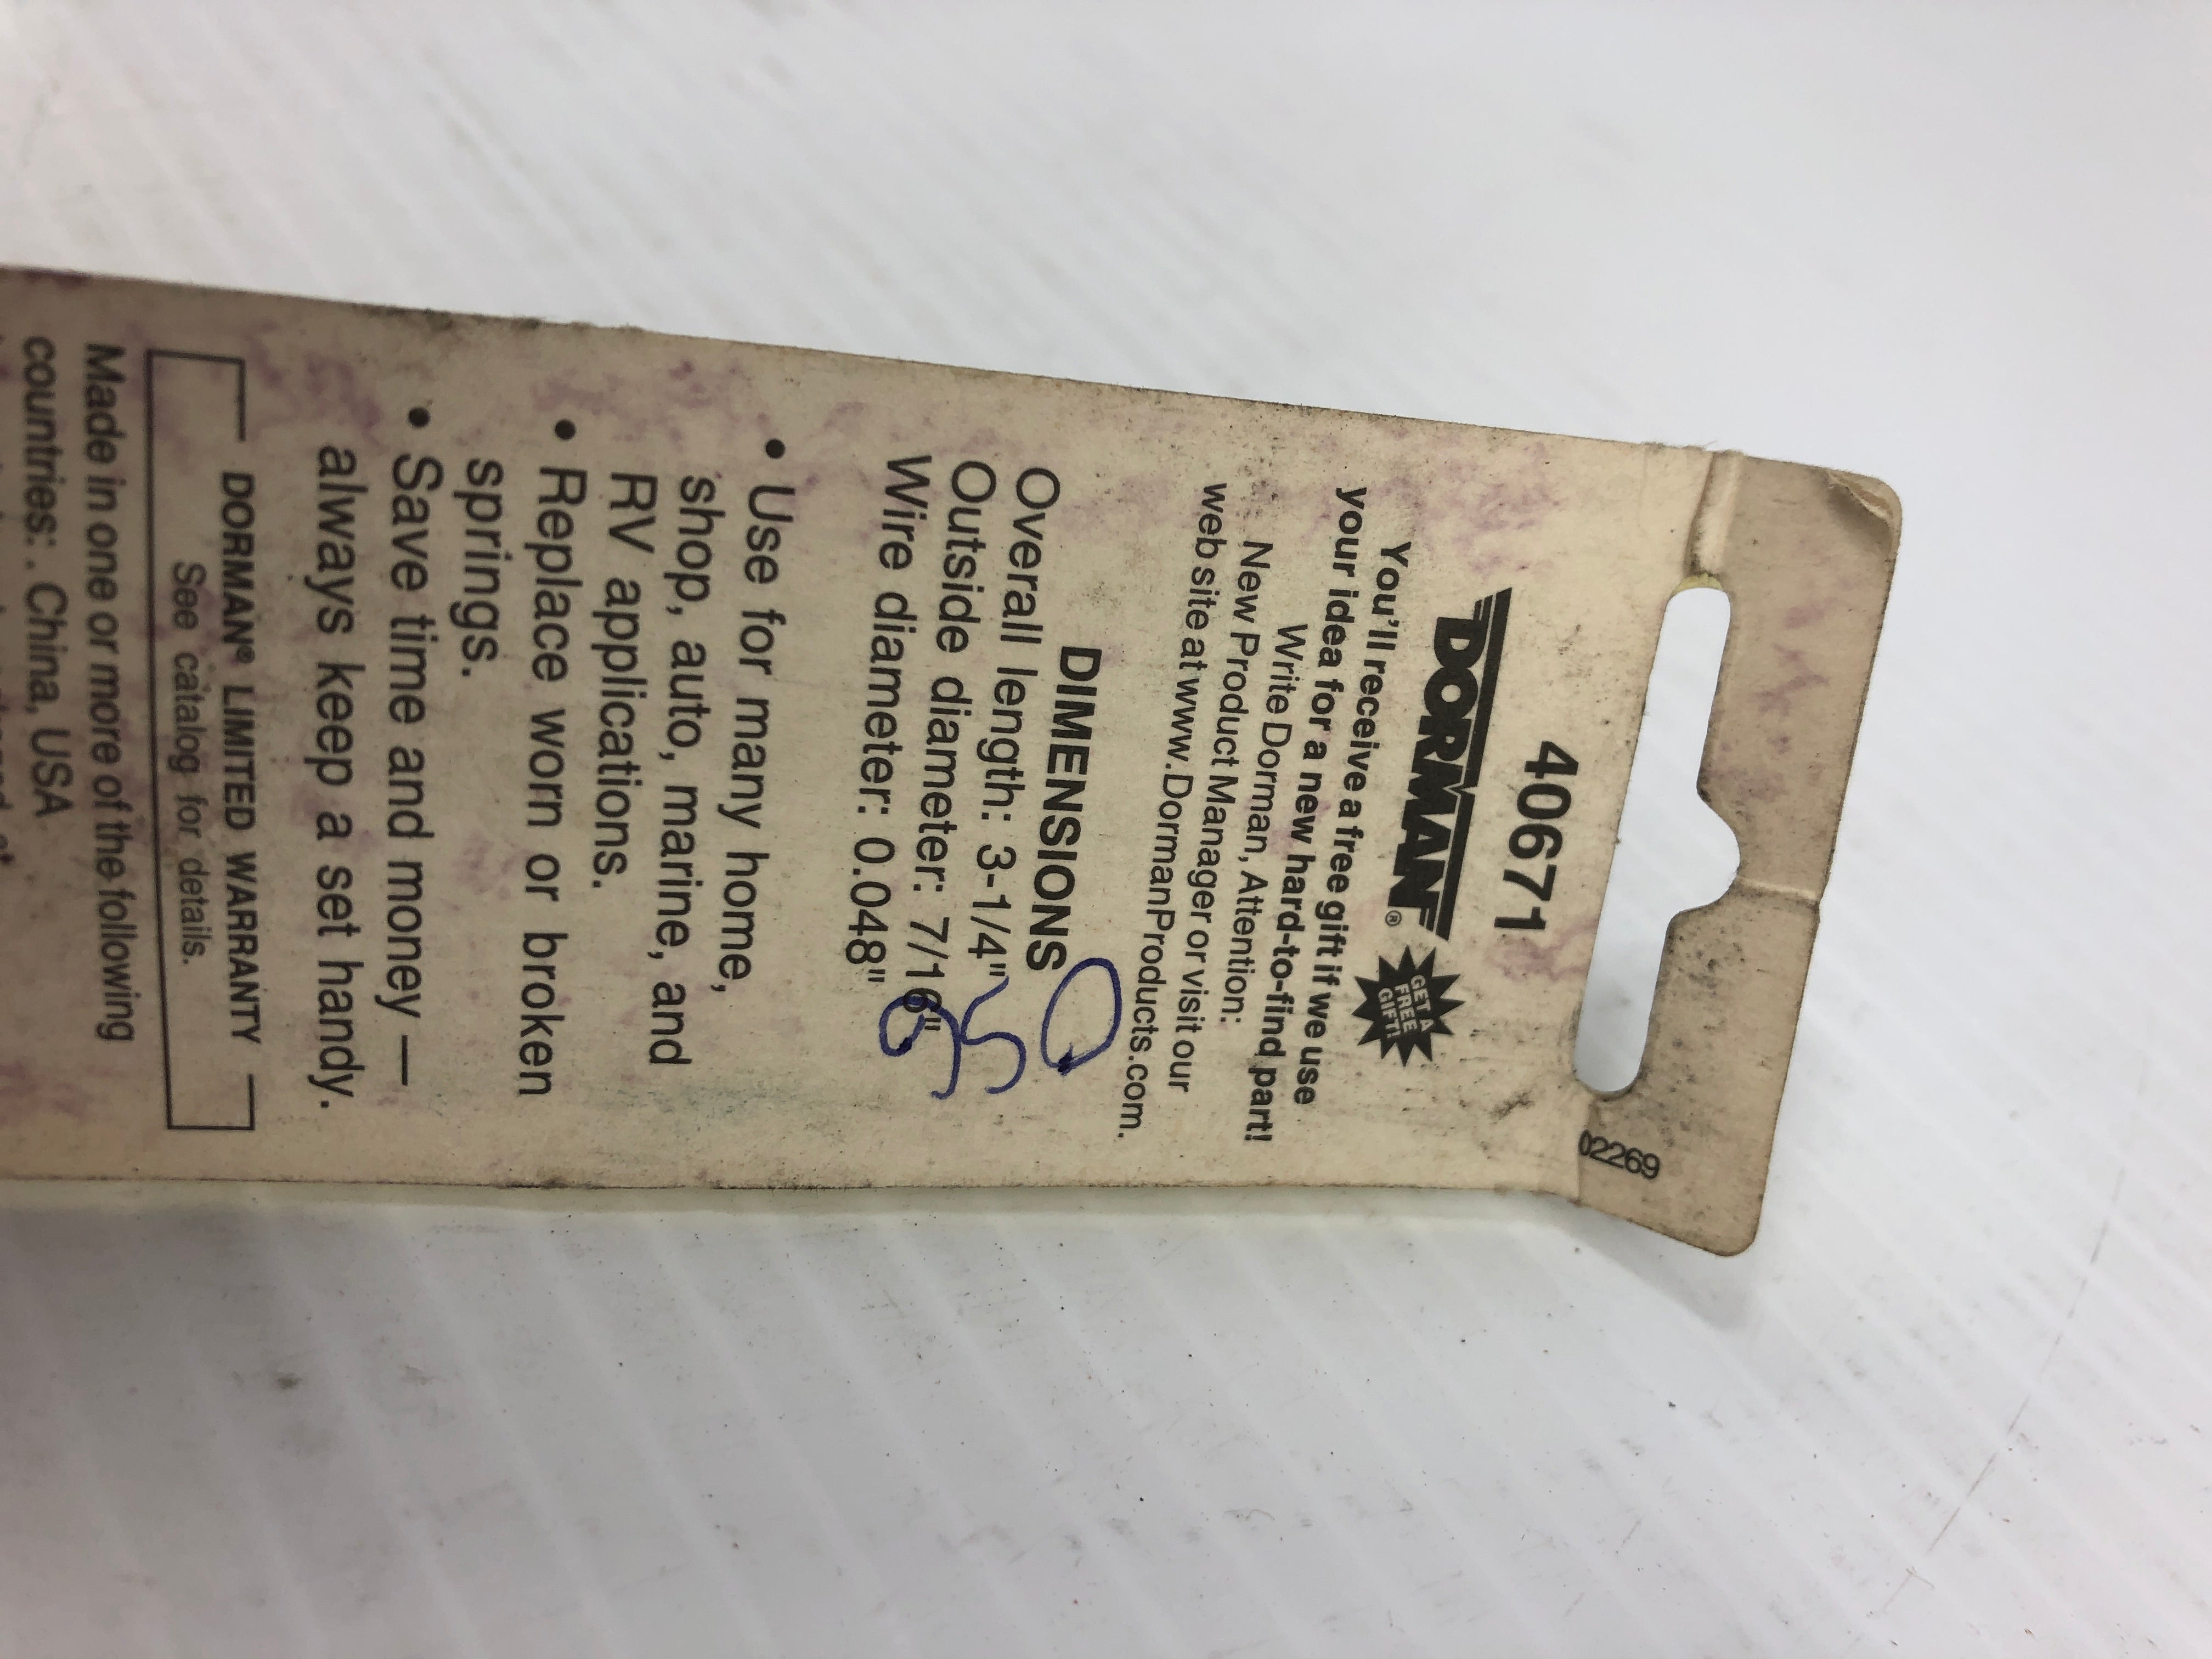 02269
40671
DORMAN®
GET A
FREE
GIFT!
You'll receive a free gift if we use
your idea for a new hard-to-find part!
Write Dorman, Attention:
New Product Manager or visit our
web site at www.DormanProducts.com.
DIMENSIONS
Overall length: 3-1/4"
Outside diameter: 7/16"
Wire diameter: 0.048"
• Use for many home,
shop, auto, marine, and
RV applications.
• Replace worn or broken
springs.
• Save time and money —
always keep a set handy.
DORMAN® LIMITED WARRANTY
See catalog for details.
Made in one or more of the following
countries: . China, USA